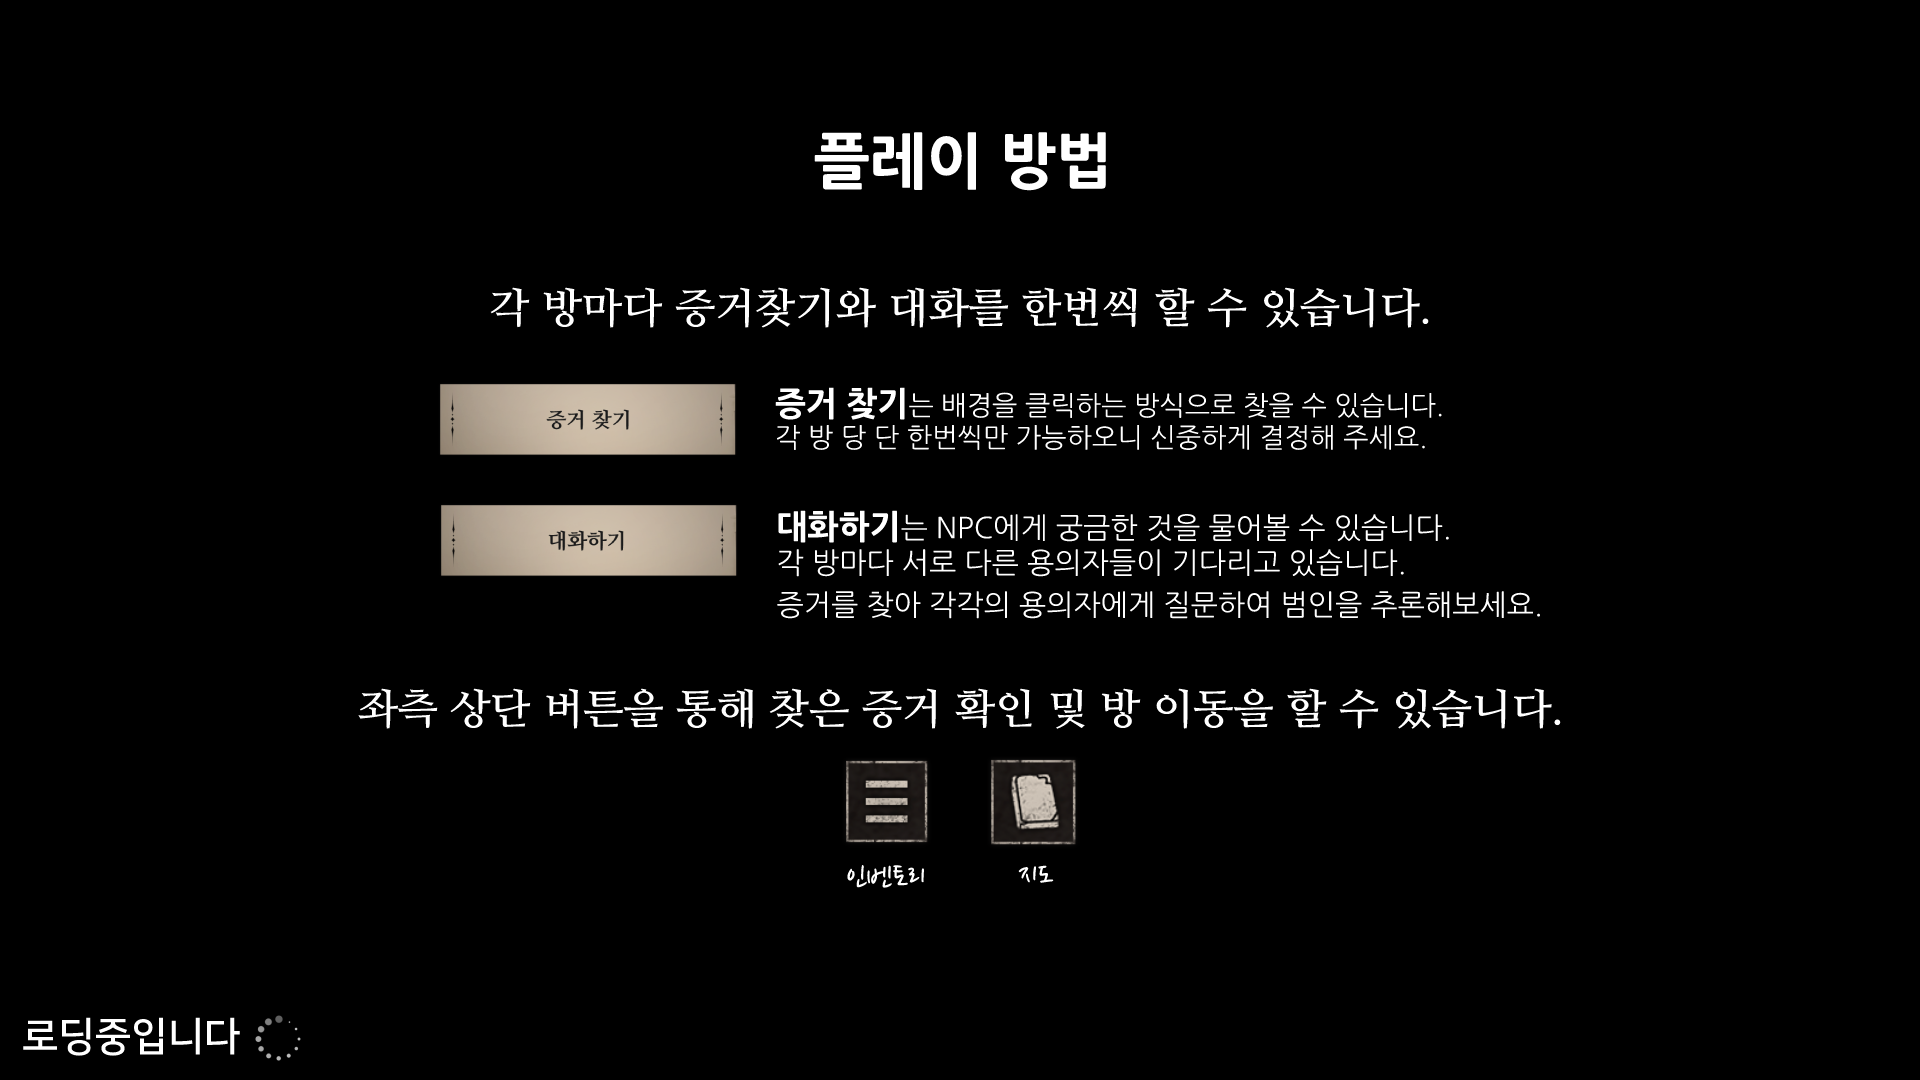 플레이 방법
각 방마다 증거찾기와 대화를 한번씩 할 수 있습니다.
증거 찾기
증거 찾기는 배경을 클릭하는 방식으로 찾을 수 있습니다.
각 방 당 단 한번씩만 가능하오니 신중하게 결정해 주세요.
대화하기
대화하기는 NPC에게 궁금한 것을 물어볼 수 있습니다.
각 방마다 서로 다른 용의자들이 기다리고 있습니다.
증거를 찾아 각각의 용의자에게 질문하여 범인을 추론해보세요.
좌측 상단 버튼을 통해 찾은 증거 확인 및 방 이동을 할 수 있습니다.
인벤토리
지도
로딩중입니다